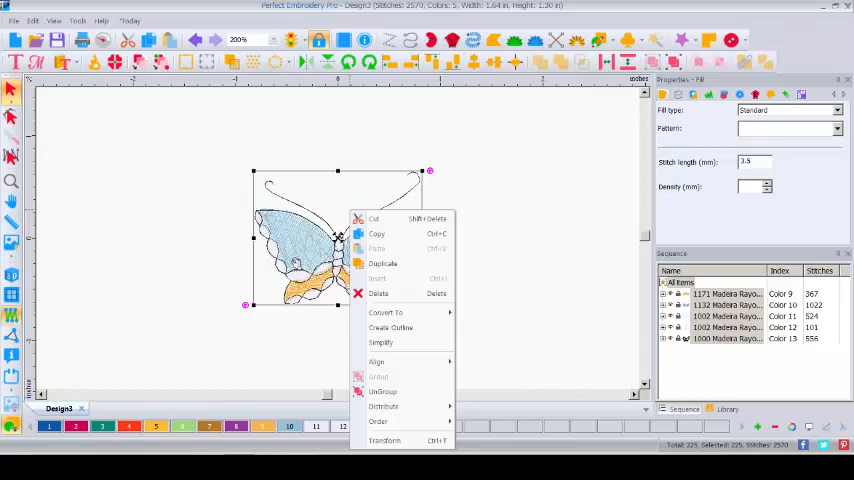 Perfect Embroidery Pro - Design3 (Stitches: 2570, Colors: 5, Width: 1.64 in, Height: 1.30 in)
File Edit View Tools Help 'Today
200%
-1 0 1 2 inches
Cut Shift+Delete
Copy Ctrl+C
Paste Ctrl+V
Duplicate
Insert Ctrl+I
Delete Delete
Convert To
Create Outline
Simplify
Align
Group
UnGroup
Distribute
Order
Transform Ctrl+T
Properties - Fill
Fill type: Standard
Pattern:
Stitch length (mm): 3.5
Density (mm):
Sequence
Name Index Stitches
All Items
1171 Madeira Rayo... Color 9 367
1132 Madeira Rayo... Color 10 1022
1002 Madeira Rayo... Color 11 524
1002 Madeira Rayo... Color 12 101
1000 Madeira Rayo... Color 13 556
Sequence Library
Design3
1 2 3 4 5 6 7 8 9 10 11 12
Total: 225, Selected: 225, Stitches: 2570